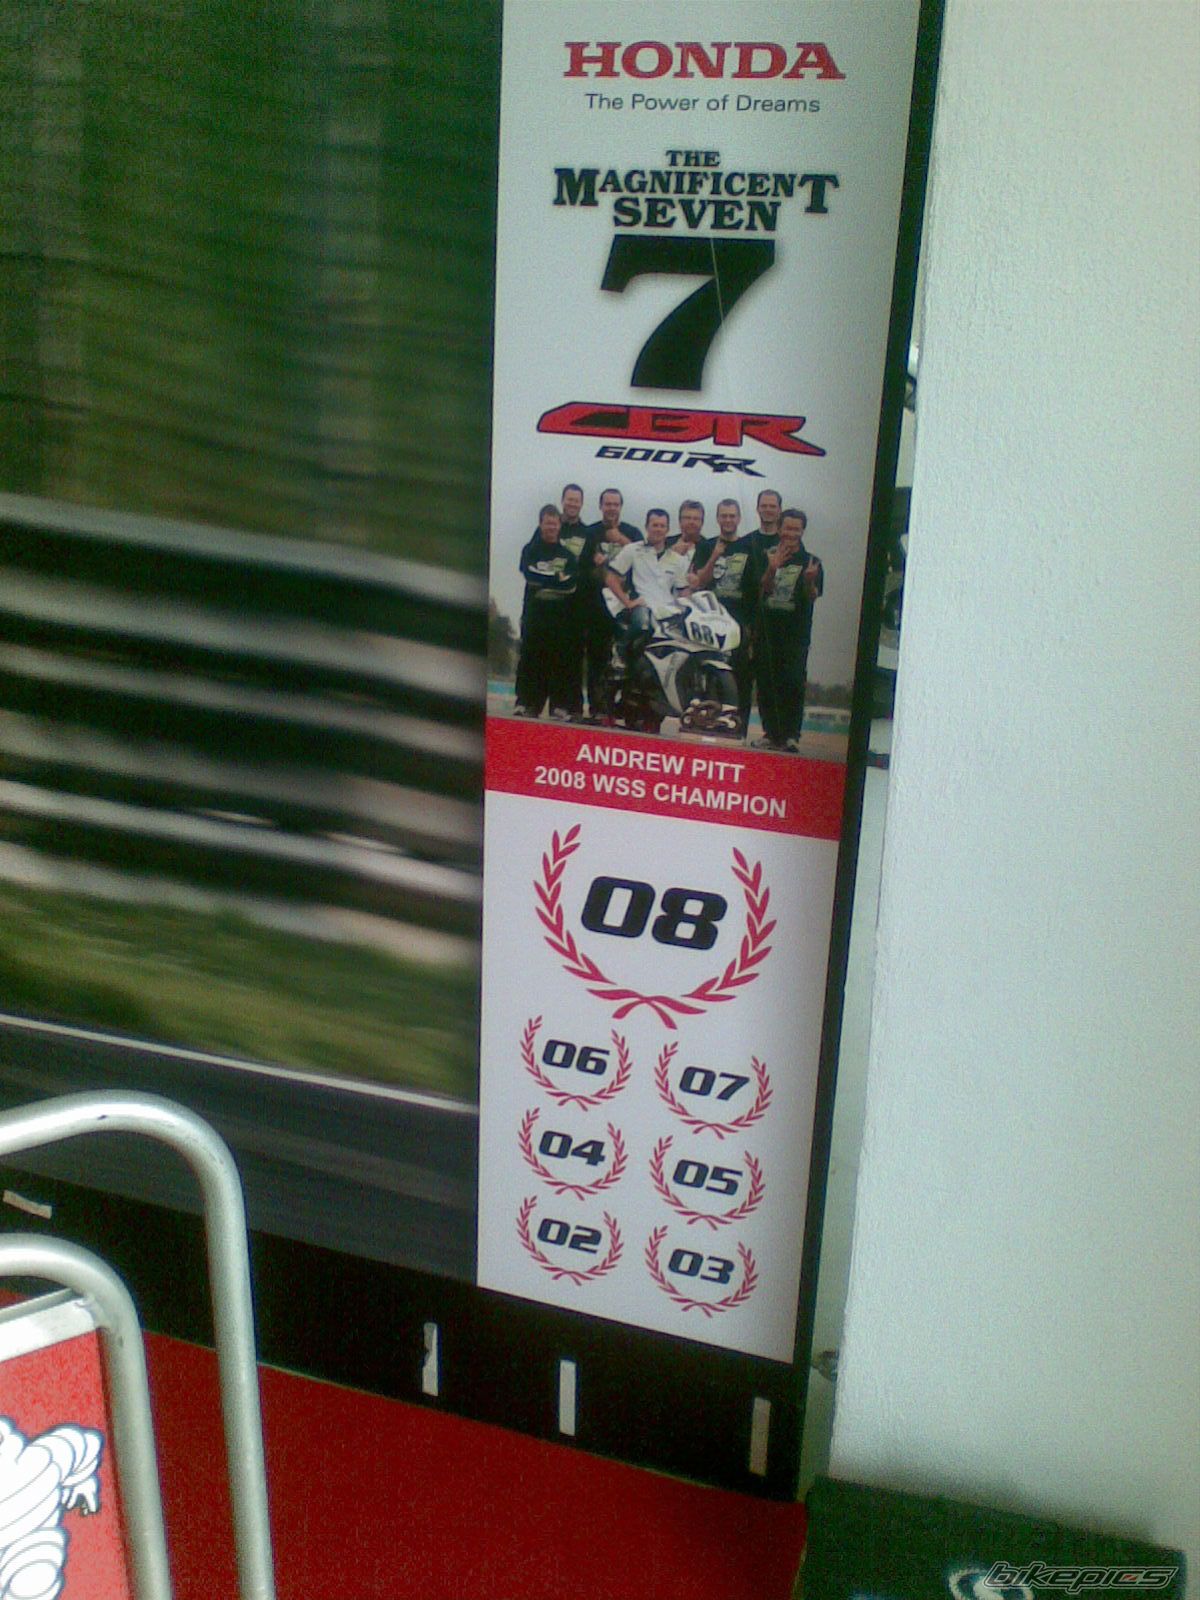 HONDA
The Power of Dreams
THE
MAGNIFICENT
SEVEN
7
CBR
600RR
88
ANDREW PITT
2008 WSS CHAMPION
08
06 07
04 05
02 03
bikepics